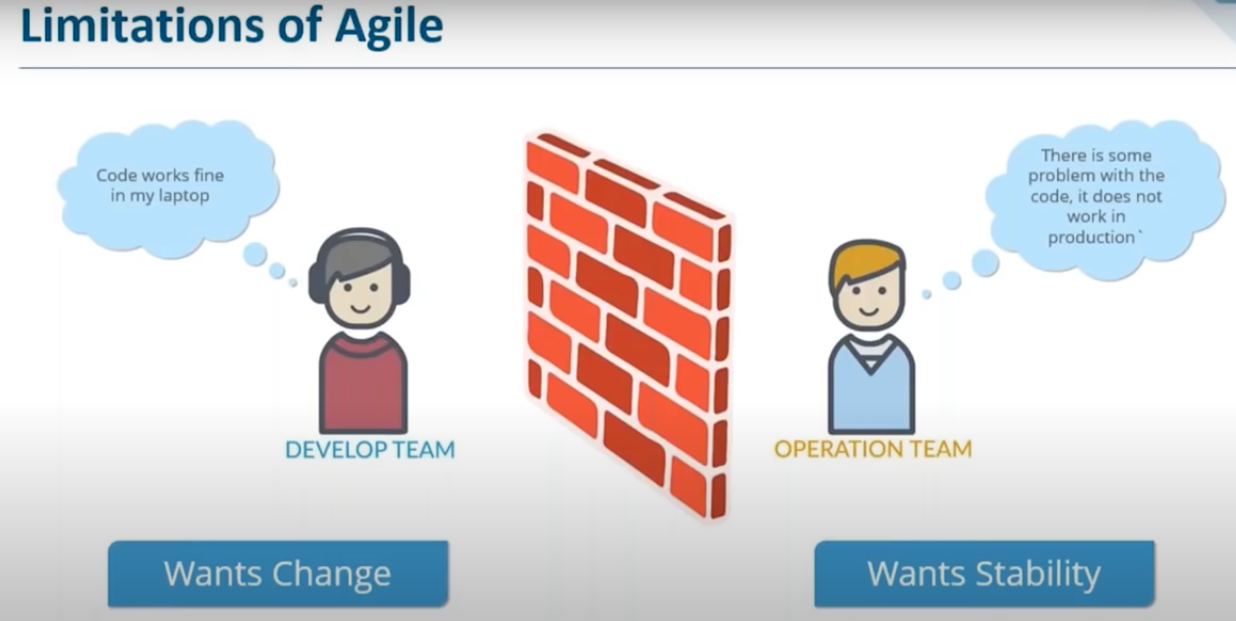 Limitations of Agile
Code works fine
in my laptop
There is some
problem with the
code, it does not
work in
production`
DEVELOP TEAM
OPERATION TEAM
Wants Change
Wants Stability